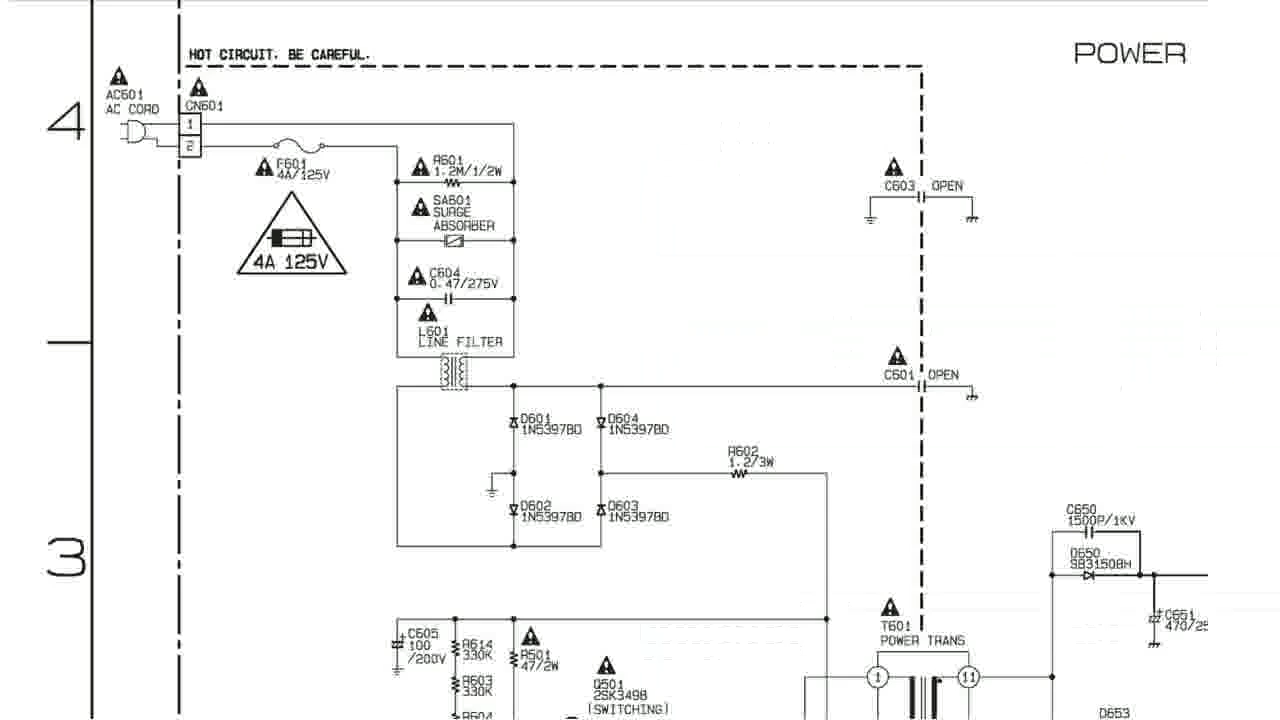 HOT CIRCUIT. BE CAREFUL.
POWER
AC601
AC CORD
CN601
1
2
4
F601
4A/125V
4A 125V
R601
1.2M/1/2W
SA601
SURGE
ABSORBER
C604
0.47/275V
L601
LINE FILTER
C603 OPEN
C601 OPEN
D601
1N5397BD
D604
1N5397BD
R602
1.2/3W
D602
1N5397BD
D603
1N5397BD
3
C650
1500P/1KV
D650
SB3150BH
C651
470/25
C605
100
/200V
R614
330K
R603
330K
R604
R501
47/2W
Q501
2SK3498
(SWITCHING)
T601
POWER TRANS
1
11
D653